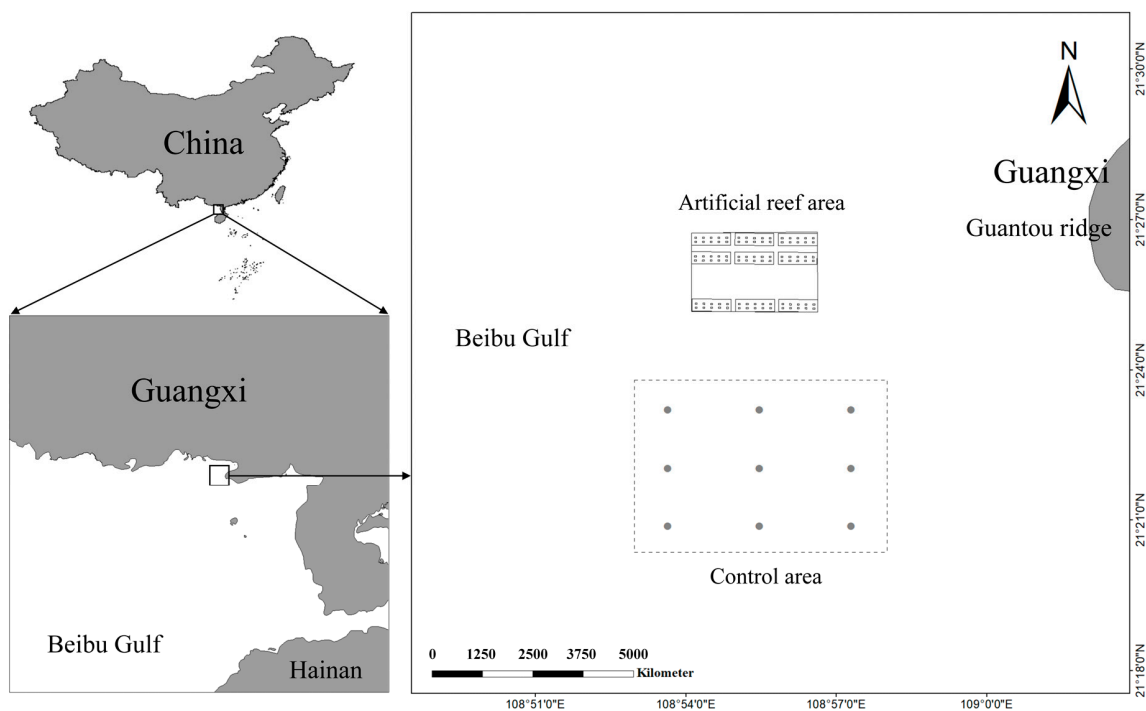 China
Guangxi
Beibu Gulf
Hainan
N
Guangxi
Guantou ridge
Artificial reef area
Beibu Gulf
Control area
0 1250 2500 3750 5000
Kilometer
21°30'0"N
21°27'0"N
21°24'0"N
21°21'0"N
21°18'0"N
108°51'0"E 108°54'0"E 108°57'0"E 109°0'0"E